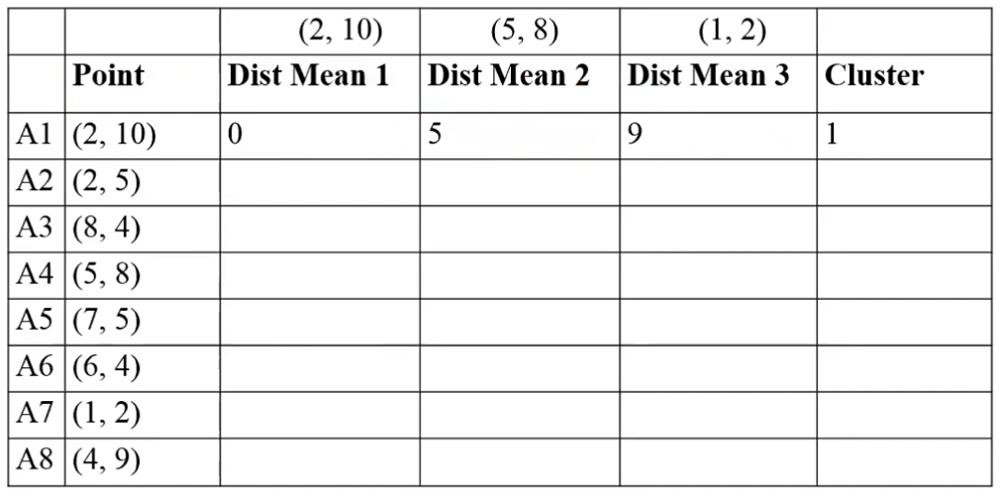 (2, 10) (5, 8) (1, 2)
Point Dist Mean 1 Dist Mean 2 Dist Mean 3 Cluster
A1 (2, 10) 0 5 9 1
A2 (2, 5)
A3 (8, 4)
A4 (5, 8)
A5 (7, 5)
A6 (6, 4)
A7 (1, 2)
A8 (4, 9)